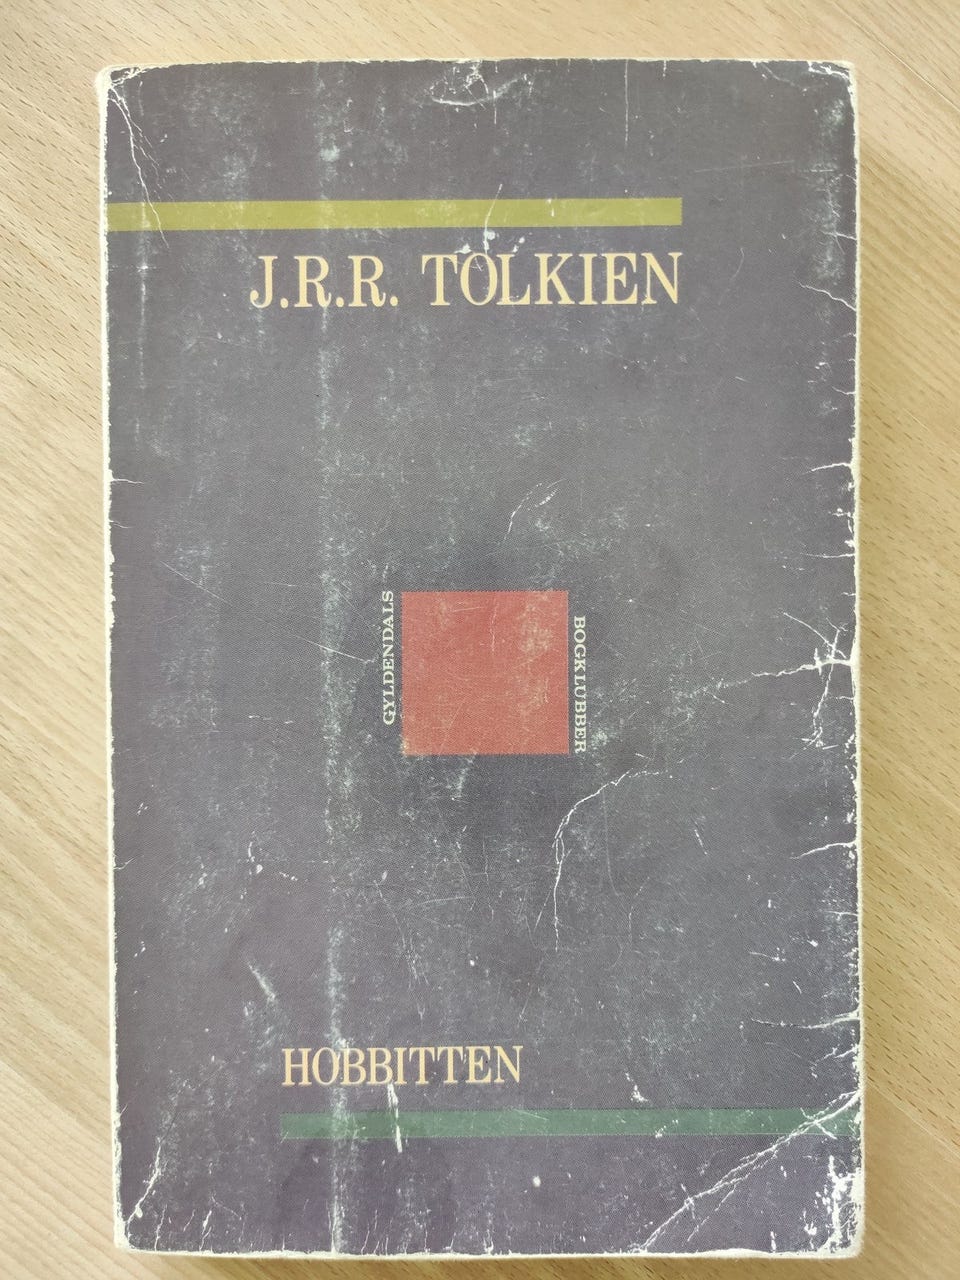 J.R.R. TOLKIEN
GYLDENDALS
BOGKLUBBER
HOBBITTEN